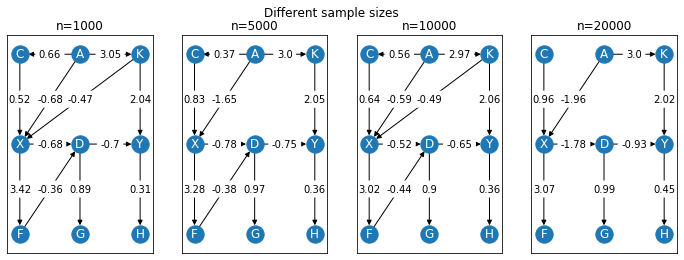 Different sample sizes
n=1000 n=5000 n=10000 n=20000
C 0.66 A 3.05 K C 0.37 A 3.0 K C 0.56 A 2.97 K C A 3.0 K
0.52 -0.68 -0.47 2.04 0.83 -1.65 2.05 0.64 -0.59 -0.49 2.06 0.96 -1.96 2.02
X -0.68 D -0.7 Y X -0.78 D -0.75 Y X -0.52 D -0.65 Y X -1.78 D -0.93 Y
3.42 -0.36 0.89 0.31 3.28 -0.38 0.97 0.36 3.02 -0.44 0.9 0.36 3.07 0.99 0.45
F G H F G H F G H F G H